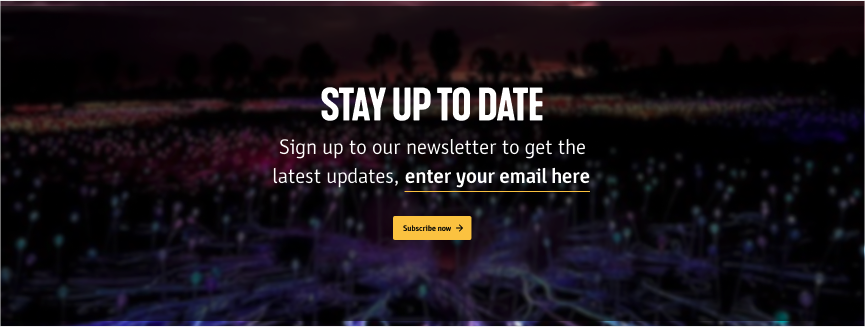 STAY UP TO DATE
Sign up to our newsletter to get the
latest updates, enter your email here
Subscribe now →